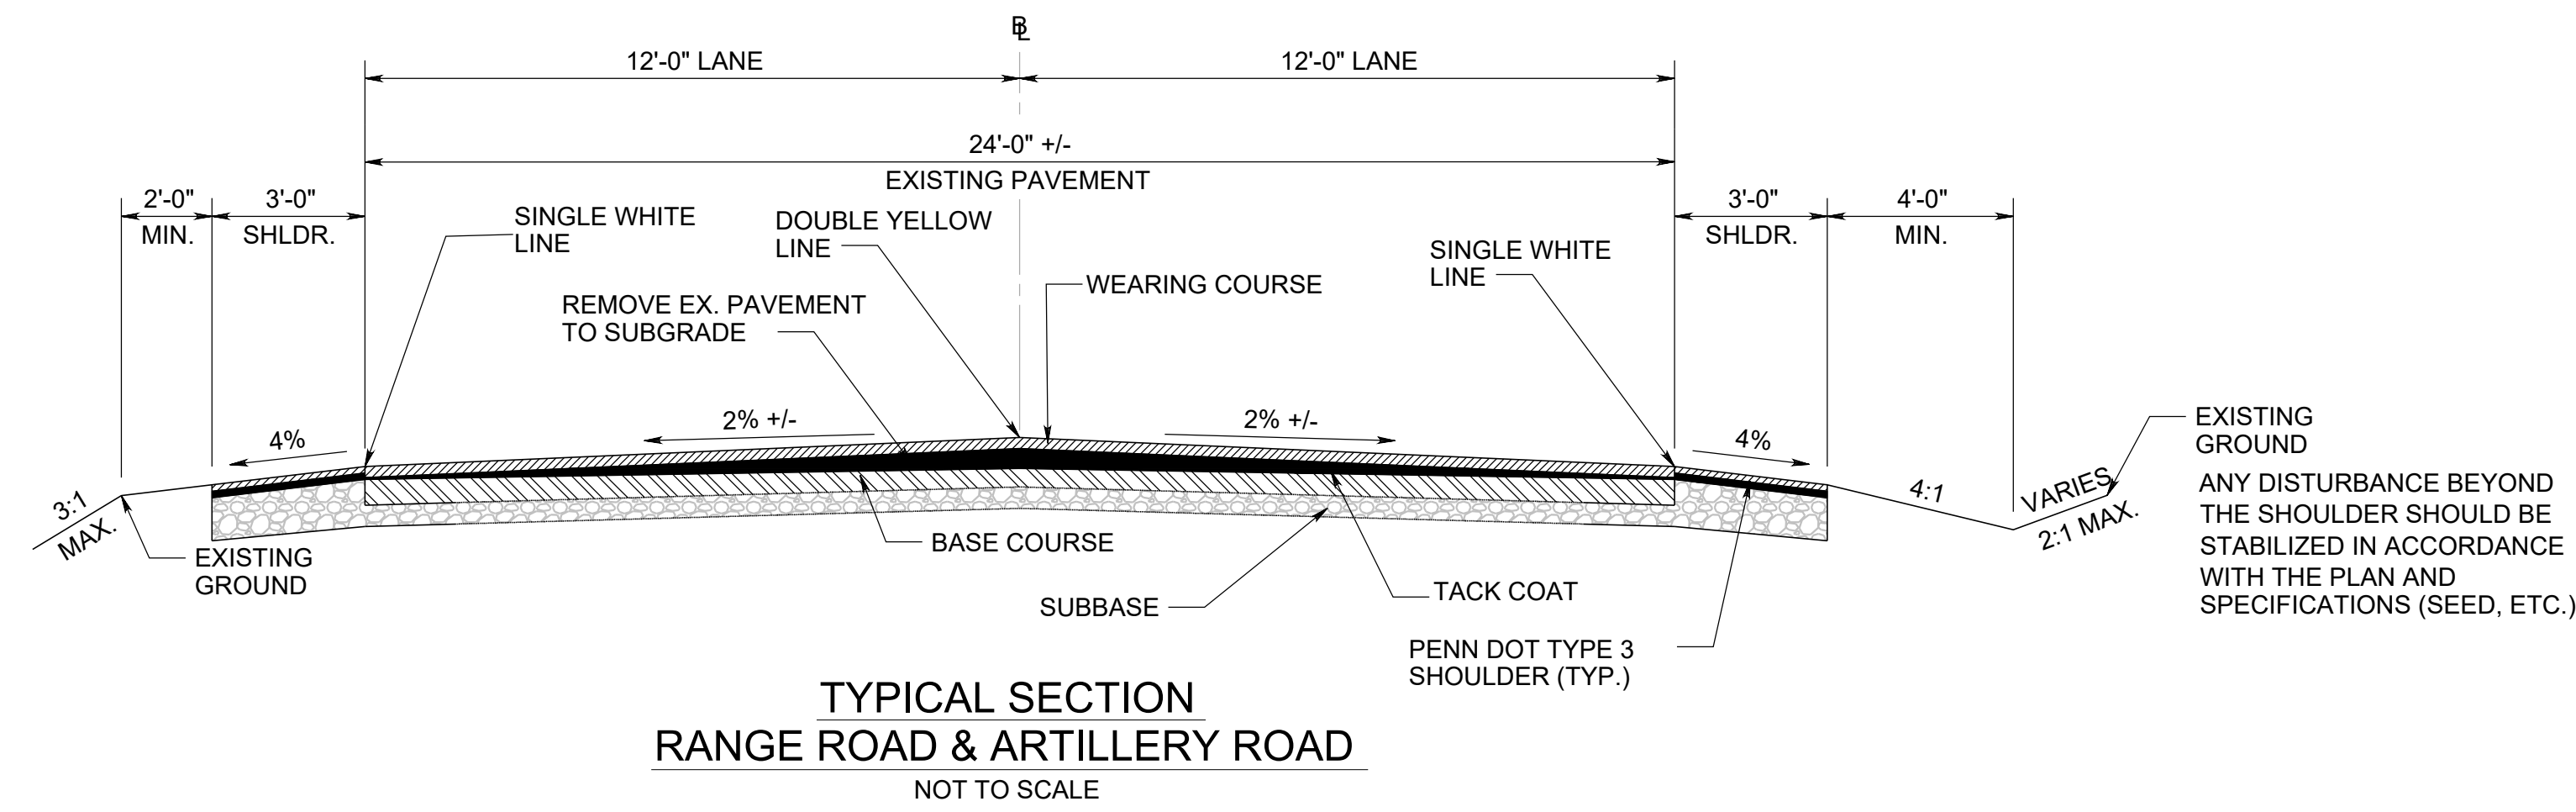 BL
12'-0" LANE
12'-0" LANE
24'-0" +/-
EXISTING PAVEMENT
2'-0"
MIN.
3'-0"
SHLDR.
3'-0"
SHLDR.
4'-0"
MIN.
SINGLE WHITE
LINE
DOUBLE YELLOW
LINE
SINGLE WHITE
LINE
WEARING COURSE
REMOVE EX. PAVEMENT
TO SUBGRADE
4%
2% +/-
2% +/-
4%
3:1
MAX.
4:1
VARIES
2:1 MAX.
EXISTING
GROUND
ANY DISTURBANCE BEYOND
THE SHOULDER SHOULD BE
STABILIZED IN ACCORDANCE
WITH THE PLAN AND
SPECIFICATIONS (SEED, ETC.)
EXISTING
GROUND
BASE COURSE
SUBBASE
TACK COAT
PENN DOT TYPE 3
SHOULDER (TYP.)
TYPICAL SECTION
RANGE ROAD & ARTILLERY ROAD
NOT TO SCALE